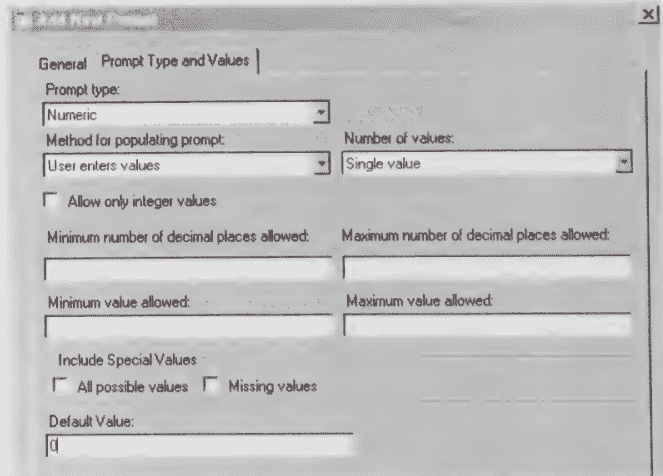 General Prompt Type and Values
Prompt type:
Numeric
Method for populating prompt: Number of values:
User enters values Single value
Allow only integer values
Minimum number of decimal places allowed: Maximum number of decimal places allowed:
Minimum value allowed: Maximum value allowed:
Include Special Values
All possible values Missing values
Default Value:
0